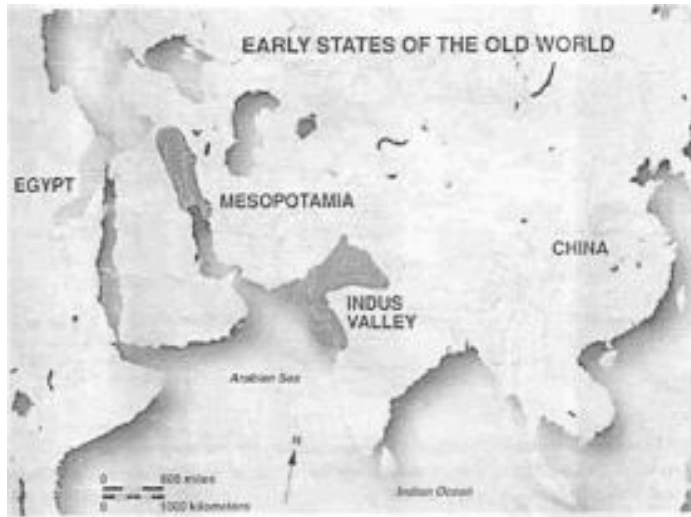 EARLY STATES OF THE OLD WORLD
EGYPT
MESOPOTAMIA
CHINA
INDUS
VALLEY
Arabian Sea
N
0 600 miles
0 1000 kilometers
Indian Ocean